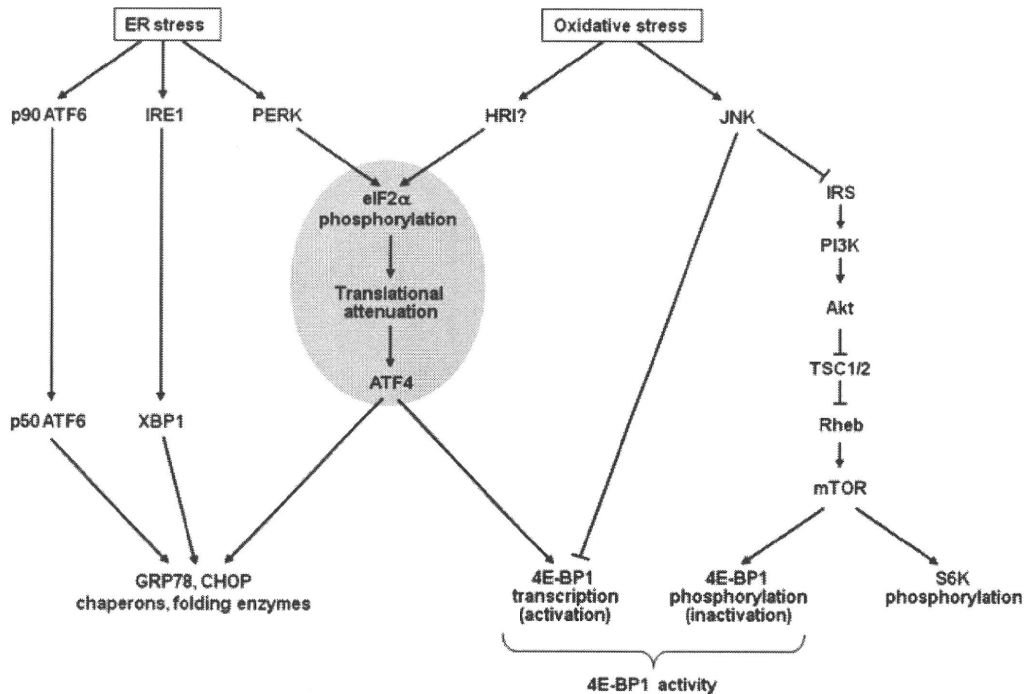 ER stress
Oxidative stress
p90 ATF6
IRE1
PERK
HRI?
JNK
eIF2α
phosphorylation
IRS
PI3K
Translational
attenuation
Akt
TSC1/2
ATF4
p50 ATF6
XBP1
Rheb
mTOR
GRP78, CHOP
chaperons, folding enzymes
4E-BP1
transcription
(activation)
4E-BP1
phosphorylation
(inactivation)
S6K
phosphorylation
4E-BP1 activity